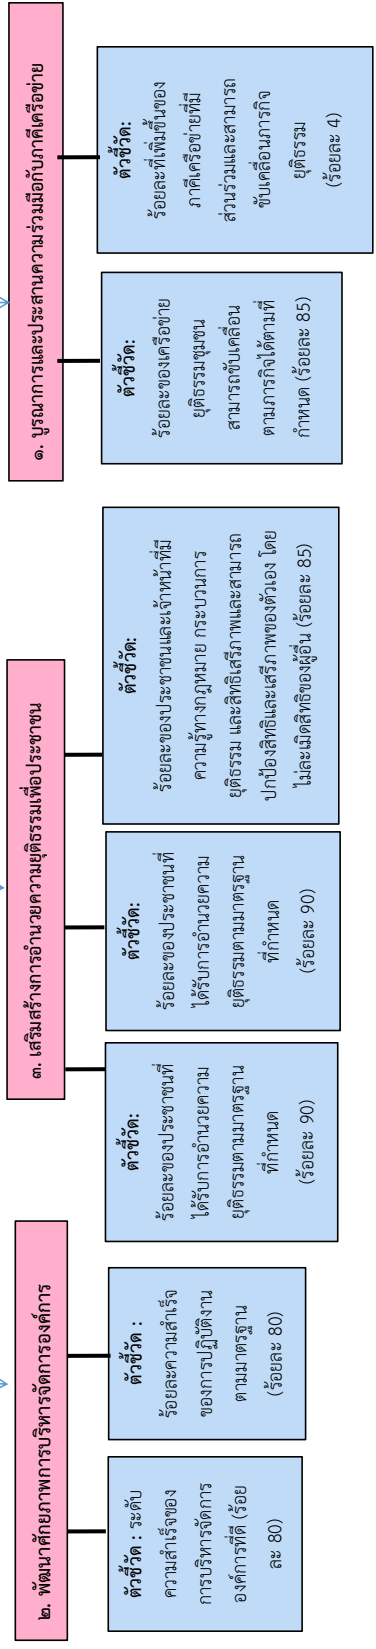 ๒. พัฒนาศักยภาพการบริหารจัดการองค์การ
ตัวชี้วัด : ระดับ
ความสำเร็จของ
การบริหารจัดการ
องค์การที่ดี (ร้อย
ละ 80)
ตัวชี้วัด :
ร้อยละความสำเร็จ
ของการปฏิบัติงาน
ตามมาตรฐาน
(ร้อยละ 80)
๓. เสริมสร้างการอำนวยความยุติธรรมเพื่อประชาชน
ตัวชี้วัด:
ร้อยละของประชาชนที่
ได้รับการอำนวยความ
ยุติธรรมตามมาตรฐาน
ที่กำหนด
(ร้อยละ 90)
ตัวชี้วัด:
ร้อยละของประชาชนที่
ได้รับการอำนวยความ
ยุติธรรมตามมาตรฐาน
ที่กำหนด
(ร้อยละ 90)
ตัวชี้วัด:
ร้อยละของประชาชนและเจ้าหน้าที่มี
ความรู้ทางกฎหมาย กระบวนการ
ยุติธรรม และสิทธิเสรีภาพและสามารถ
ปกป้องสิทธิและเสรีภาพของตัวเอง โดย
ไม่ละเมิดสิทธิของผู้อื่น (ร้อยละ 85)
๑. บูรณาการและประสานความร่วมมือกับภาคีเครือข่าย
ตัวชี้วัด:
ร้อยละของเครือข่าย
ยุติธรรมชุมชน
สามารถขับเคลื่อน
ตามภารกิจได้ตามที่
กำหนด (ร้อยละ 85)
ตัวชี้วัด:
ร้อยละที่เพิ่มขึ้นของ
ภาคีเครือข่ายที่มี
ส่วนร่วมและสามารถ
ขับเคลื่อนภารกิจ
ยุติธรรม
(ร้อยละ 4)